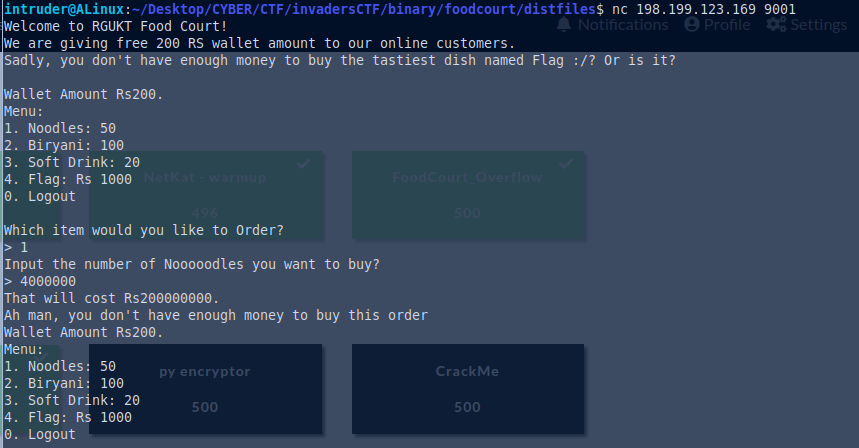 intruder@ALinux:~/Desktop/CYBER/CTF/invadersCTF/binary/foodcourt/distfiles$ nc 198.199.123.169 9001
Welcome to RGUKT Food Court!
Notifications Profile Settings
We are giving free 200 RS wallet amount to our online customers.
Sadly, you don't have enough money to buy the tastiest dish named Flag :/? Or is it?
Wallet Amount Rs200.
Menu:
1. Noodles: 50
2. Biryani: 100
3. Soft Drink: 20
4. Flag: Rs 1000
NetKat - warmup FoodCourt_Overflow
0. Logout
496 500
Which item would you like to Order?
> 1
Input the number of Noooooodles you want to buy?
> 4000000
That will cost Rs200000000.
Ah man, you don't have enough money to buy this order
Wallet Amount Rs200.
Menu:
1. Noodles: 50
py encryptor CrackMe
2. Biryani: 100
3. Soft Drink: 20
500 500
4. Flag: Rs 1000
0. Logout